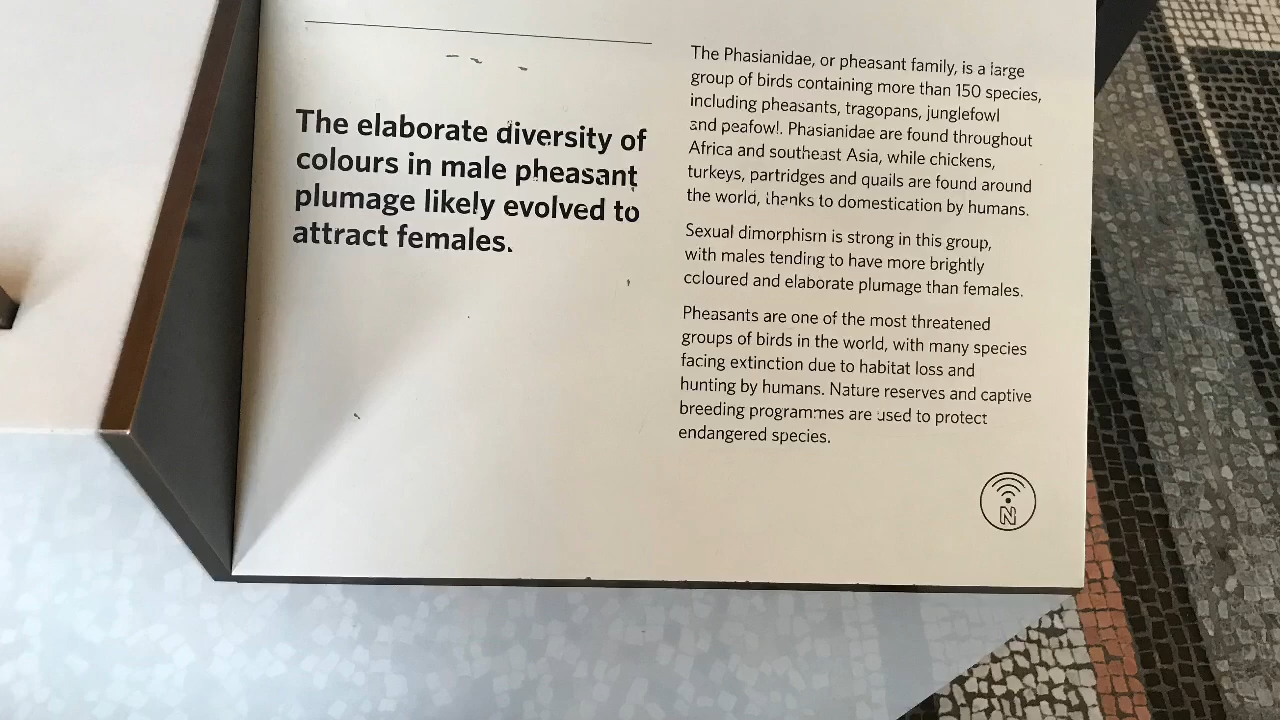 The elaborate diversity of
colours in male pheasant
plumage likely evolved to
attract females.
The Phasianidae, or pheasant family, is a large
group of birds containing more than 150 species,
including pheasants, tragopans, junglefowl
and peafowl. Phasianidae are found throughout
Africa and southeast Asia, while chickens,
turkeys, partridges and quails are found around
the world, thanks to domestication by humans.
Sexual dimorphism is strong in this group,
with males tending to have more brightly
coloured and elaborate plumage than females.
Pheasants are one of the most threatened
groups of birds in the world, with many species
facing extinction due to habitat loss and
hunting by humans. Nature reserves and captive
breeding programmes are used to protect
endangered species.
N